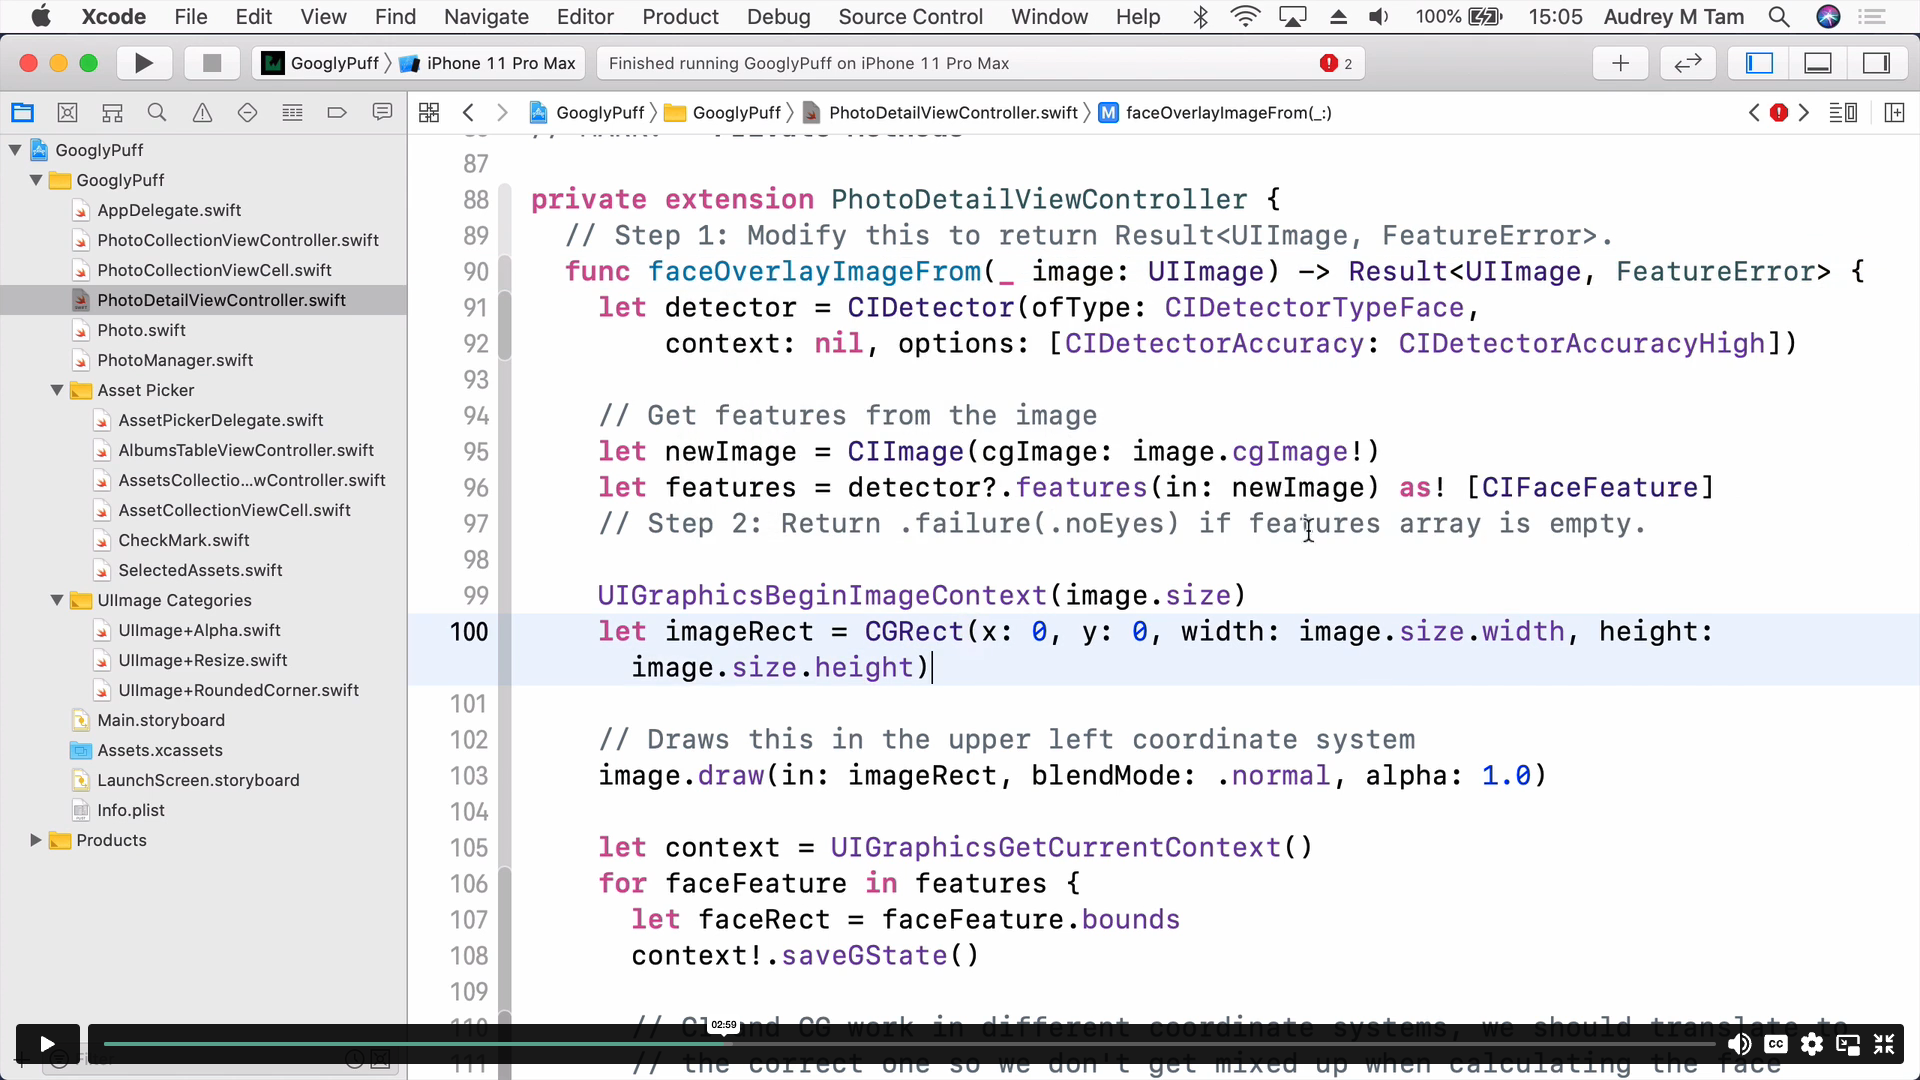 Xcode File Edit View Find Navigate Editor Product Debug Source Control Window Help 100% 15:05 Audrey M Tam
GooglyPuff iPhone 11 Pro Max Finished running GooglyPuff on iPhone 11 Pro Max 2
GooglyPuff GooglyPuff PhotoDetailViewController.swift M faceOverlayImageFrom(_:)
GooglyPuff
GooglyPuff
AppDelegate.swift
PhotoCollectionViewController.swift
PhotoCollectionViewCell.swift
PhotoDetailViewController.swift
Photo.swift
PhotoManager.swift
Asset Picker
AssetPickerDelegate.swift
AlbumsTableViewController.swift
AssetsCollectio...wController.swift
AssetCollectionViewCell.swift
CheckMark.swift
SelectedAssets.swift
UIImage Categories
UIImage+Alpha.swift
UIImage+Resize.swift
UIImage+RoundedCorner.swift
Main.storyboard
Assets.xcassets
LaunchScreen.storyboard
Info.plist
Products
Filter
87
88 private extension PhotoDetailViewController {
89 // Step 1: Modify this to return Result<UIImage, FeatureError>.
90 func faceOverlayImageFrom(_ image: UIImage) -> Result<UIImage, FeatureError> {
91 let detector = CIDetector(ofType: CIDetectorTypeFace,
92 context: nil, options: [CIDetectorAccuracy: CIDetectorAccuracyHigh])
93
94 // Get features from the image
95 let newImage = CIImage(cgImage: image.cgImage!)
96 let features = detector?.features(in: newImage) as! [CIFaceFeature]
97 // Step 2: Return .failure(.noEyes) if features array is empty.
98
99 UIGraphicsBeginImageContext(image.size)
100 let imageRect = CGRect(x: 0, y: 0, width: image.size.width, height:
image.size.height)
101
102 // Draws this in the upper left coordinate system
103 image.draw(in: imageRect, blendMode: .normal, alpha: 1.0)
104
105 let context = UIGraphicsGetCurrentContext()
106 for faceFeature in features {
107 let faceRect = faceFeature.bounds
108 context!.saveGState()
109
110 // CI and CG work in different coordinate systems, we should translate to
111 // the correct one so we don't get mixed up when calculating the face
02:59
CC